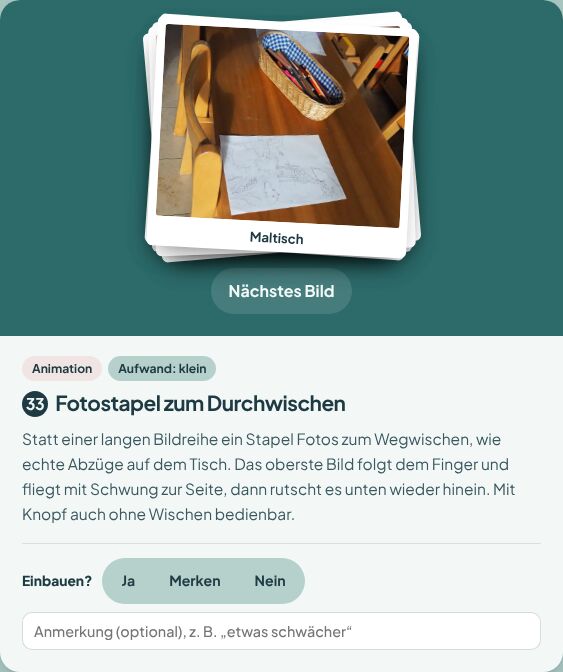 Maltisch
Nächstes Bild
Animation
Aufwand: klein
33 Fotostapel zum Durchwischen
Statt einer langen Bildreihe ein Stapel Fotos zum Wegwischen, wie
echte Abzüge auf dem Tisch. Das oberste Bild folgt dem Finger und
fliegt mit Schwung zur Seite, dann rutscht es unten wieder hinein. Mit
Knopf auch ohne Wischen bedienbar.
Einbauen? Ja Merken Nein
Anmerkung (optional), z. B. „etwas schwächer“